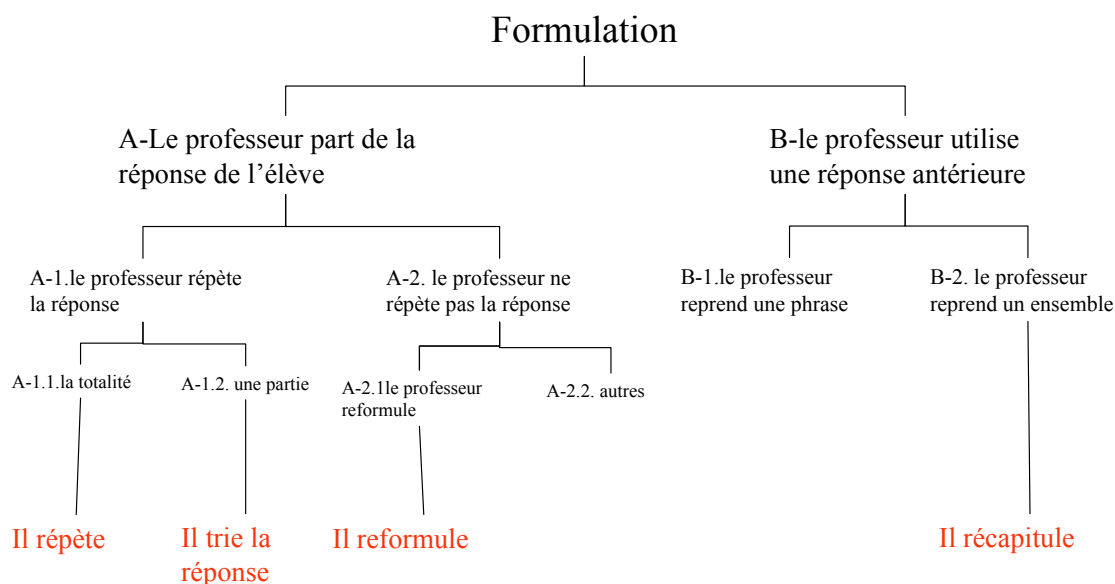 Formulation
A-Le professeur part de la
réponse de l’élève
B-le professeur utilise
une réponse antérieure
A-1.le professeur répète
la réponse
A-2. le professeur ne
répète pas la réponse
B-1.le professeur
reprend une phrase
B-2. le professeur
reprend un ensemble
A-1.1.la totalité
A-1.2. une partie
A-2.1le professeur
reformule
A-2.2. autres
Il répète
Il trie la
réponse
Il reformule
Il récapitule